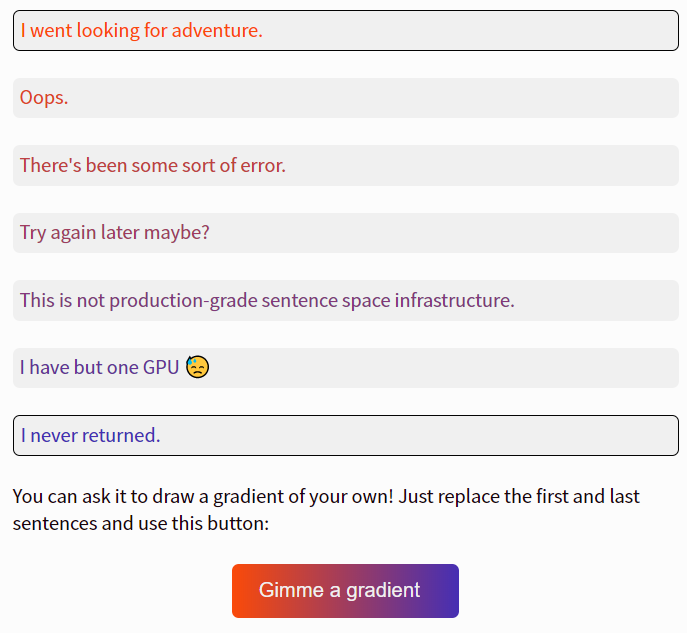 I went looking for adventure.
Oops.
There's been some sort of error.
Try again later maybe?
This is not production-grade sentence space infrastructure.
I have but one GPU 😓
I never returned.
You can ask it to draw a gradient of your own! Just replace the first and last
sentences and use this button:
Gimme a gradient